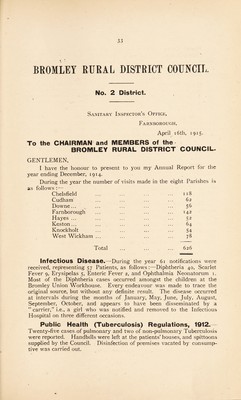 33
BROMLEY RURAL DISTRICT COUNCIL.
No. 2 District.
SANITARY INSPECTOR'S OFFICE,
FARNBOROUGH,
April 16th, 1915.
To the CHAIRMAN and MEMBERS of the
BROMLEY RURAL DISTRICT COUNCIL.
GENTLEMEN,
I have the honour to present to you my Annual Report for the
year ending December, 1914.
During the year the number of visits made in the eight Parishes is
as follows :—
Chelsfield ... ... ... ... 118
Cudham ... ... ... ... 62
Downe... ... ... ... ... 56
Farnborough ... ... ... ... 142
Hayes ... ... ... ... 52
Keston... ... ... ... ... 64
Knockholt ... ... ... ... 54
West Wickham ... ... ... ... 78
Total ... ... 626
Infectious Disease.—During the year 61 notifications were
received, representing 57 Patients, as follows :—Diphtheria 40, Scarlet
Fever 9, Erysipelas 5, Enteric Fever 2, and Ophthalmia Neonatorum 1.
Most of the Diphtheria cases occurred amongst the children at the
Bromley Union Workhouse. Every endeavour was made to trace the
original source, but without any definite result. The disease occurred
at intervals during the months of January, May, June, July, August,
September, October, and appears to have been disseminated by a
"carrier," i.e., a girl who was notified and removed to the Infectious
Hospital on three different occasions.
Public Health (Tuberculosis) Regulations, 1912.—
Twenty-five cases of pulmonary and two of non-pulmonary Tuberculosis
were reported. Handbills were left at the patients' houses, and spittoons
supplied by the Council. Disinfection of premises vacated by consump-
tive was carried out.